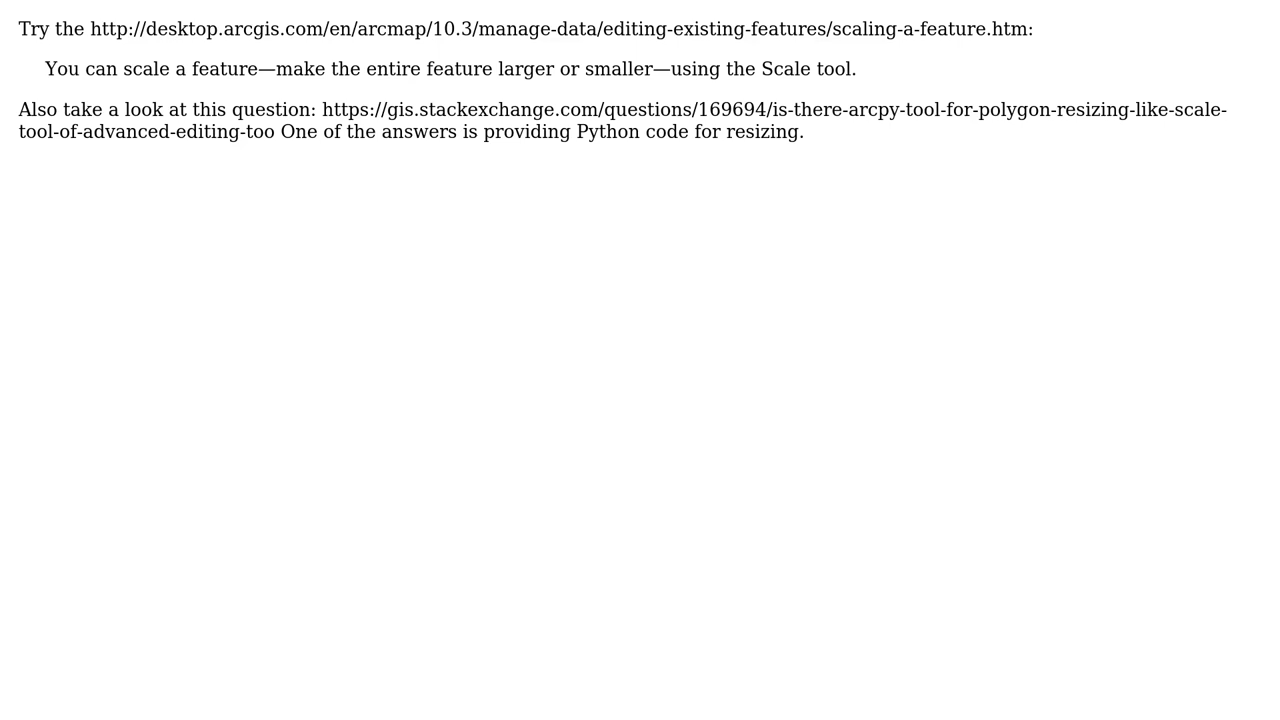 Try the http://desktop.arcgis.com/en/arcmap/10.3/manage-data/editing-existing-features/scaling-a-feature.htm:
You can scale a feature—make the entire feature larger or smaller—using the Scale tool.
Also take a look at this question: https://gis.stackexchange.com/questions/169694/is-there-arcpy-tool-for-polygon-resizing-like-scale-
tool-of-advanced-editing-too One of the answers is providing Python code for resizing.